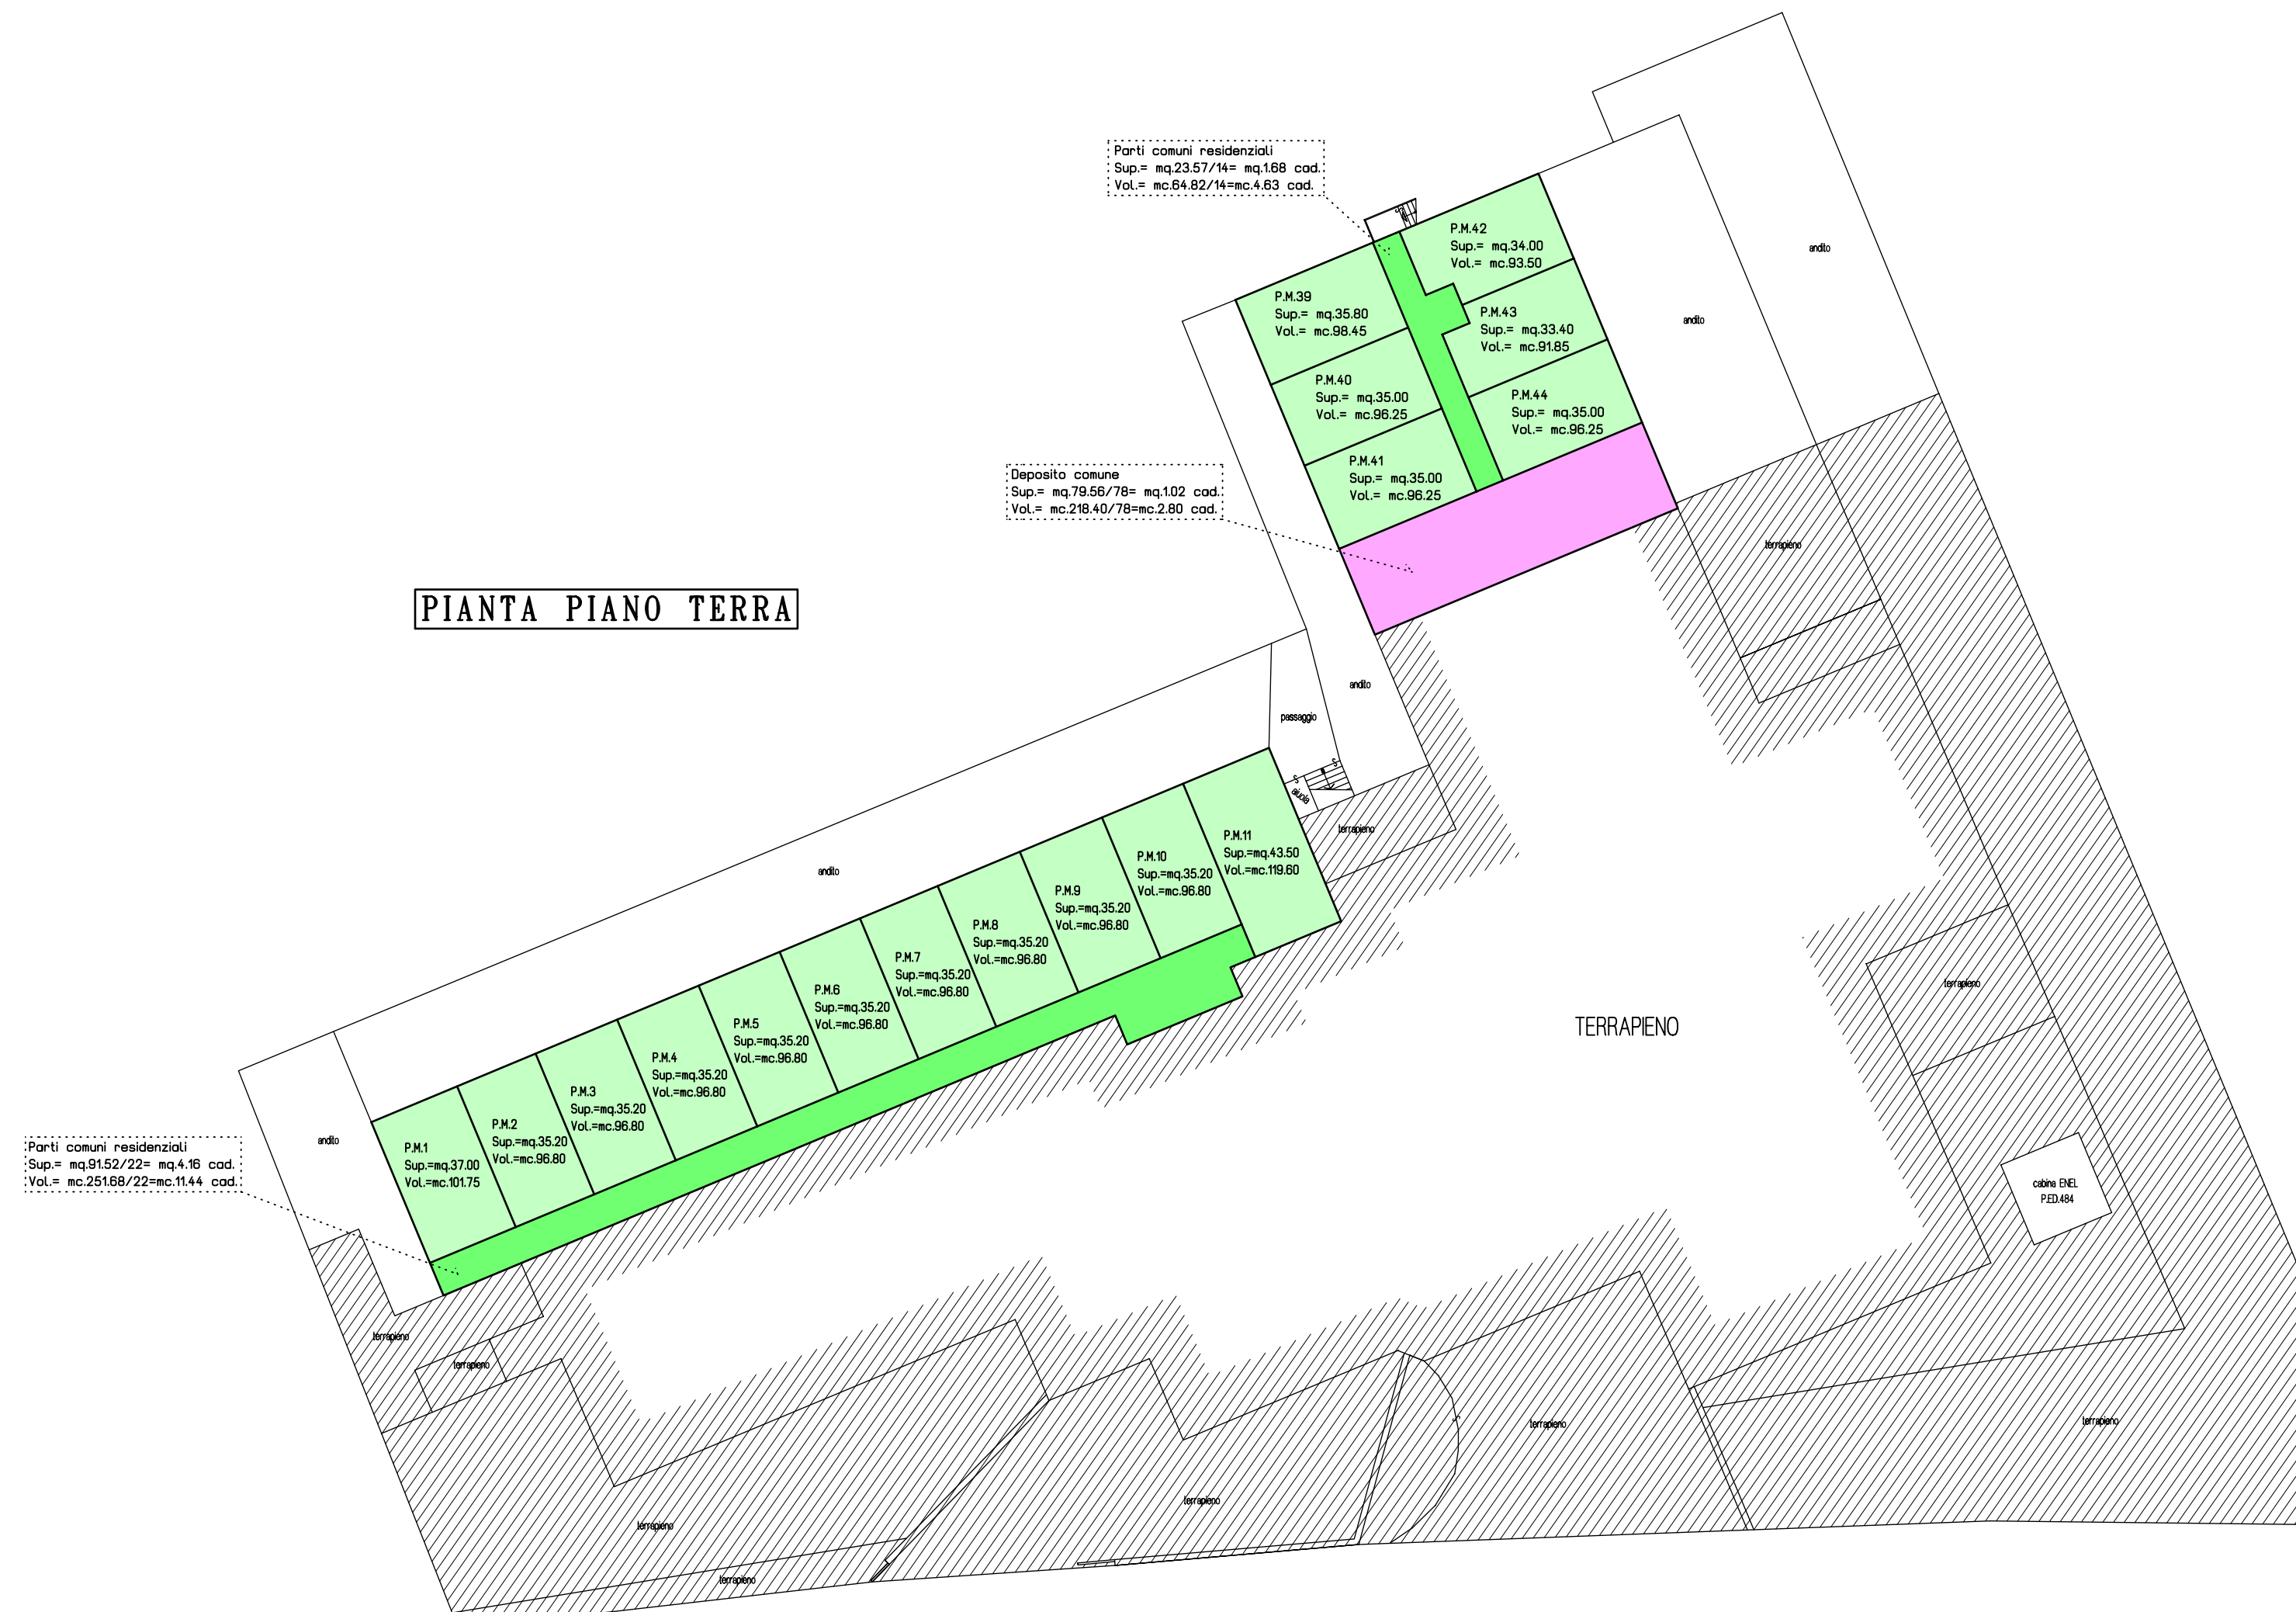 Parti comuni residenziali
Sup.= mq.23.57/14= mq.1.68 cad.
Vol.= mc.64.82/14=mc.4.63 cad.
P.M.42
Sup.= mq.34.00
Vol.= mc.93.50
andito
P.M.39
Sup.= mq.35.80
Vol.= mc.98.45
P.M.43
Sup.= mq.33.40
Vol.= mc.91.85
andito
P.M.40
Sup.= mq.35.00
Vol.= mc.96.25
P.M.44
Sup.= mq.35.00
Vol.= mc.96.25
P.M.41
Sup.= mq.35.00
Vol.= mc.96.25
Deposito comune
Sup.= mq.79.56/78= mq.1.02 cad.
Vol.= mc.218.40/78=mc.2.80 cad.
terrapieno
PIANTA PIANO TERRA
andito
passaggio
aiuola
terrapieno
andito
P.M.11
Sup.=mq.43.50
Vol.=mc.119.60
P.M.10
Sup.=mq.35.20
Vol.=mc.96.80
P.M.9
Sup.=mq.35.20
Vol.=mc.96.80
P.M.8
Sup.=mq.35.20
Vol.=mc.96.80
P.M.7
Sup.=mq.35.20
Vol.=mc.96.80
P.M.6
Sup.=mq.35.20
Vol.=mc.96.80
P.M.5
Sup.=mq.35.20
Vol.=mc.96.80
P.M.4
Sup.=mq.35.20
Vol.=mc.96.80
P.M.3
Sup.=mq.35.20
Vol.=mc.96.80
P.M.2
Sup.=mq.35.20
Vol.=mc.96.80
P.M.1
Sup.=mq.37.00
Vol.=mc.101.75
terrapieno
TERRAPIENO
andito
Parti comuni residenziali
Sup.= mq.91.52/22= mq.4.16 cad.
Vol.= mc.251.68/22=mc.11.44 cad.
cabina ENEL
P.ED.484
terrapieno
terrapieno
terrapieno
terrapieno
terrapieno
terrapieno
terrapieno